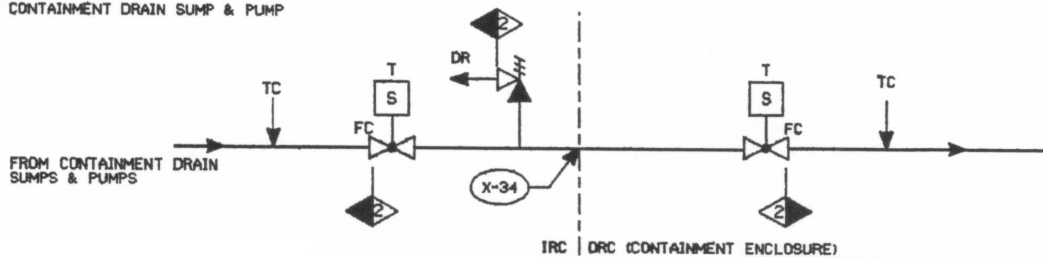 CONTAINMENT DRAIN SUMP & PUMP
2
DR
T
S
T
S
TC
TC
FC
FC
FROM CONTAINMENT DRAIN
SUMPS & PUMPS
X-34
2
2
IRC ORC (CONTAINMENT ENCLOSURE)